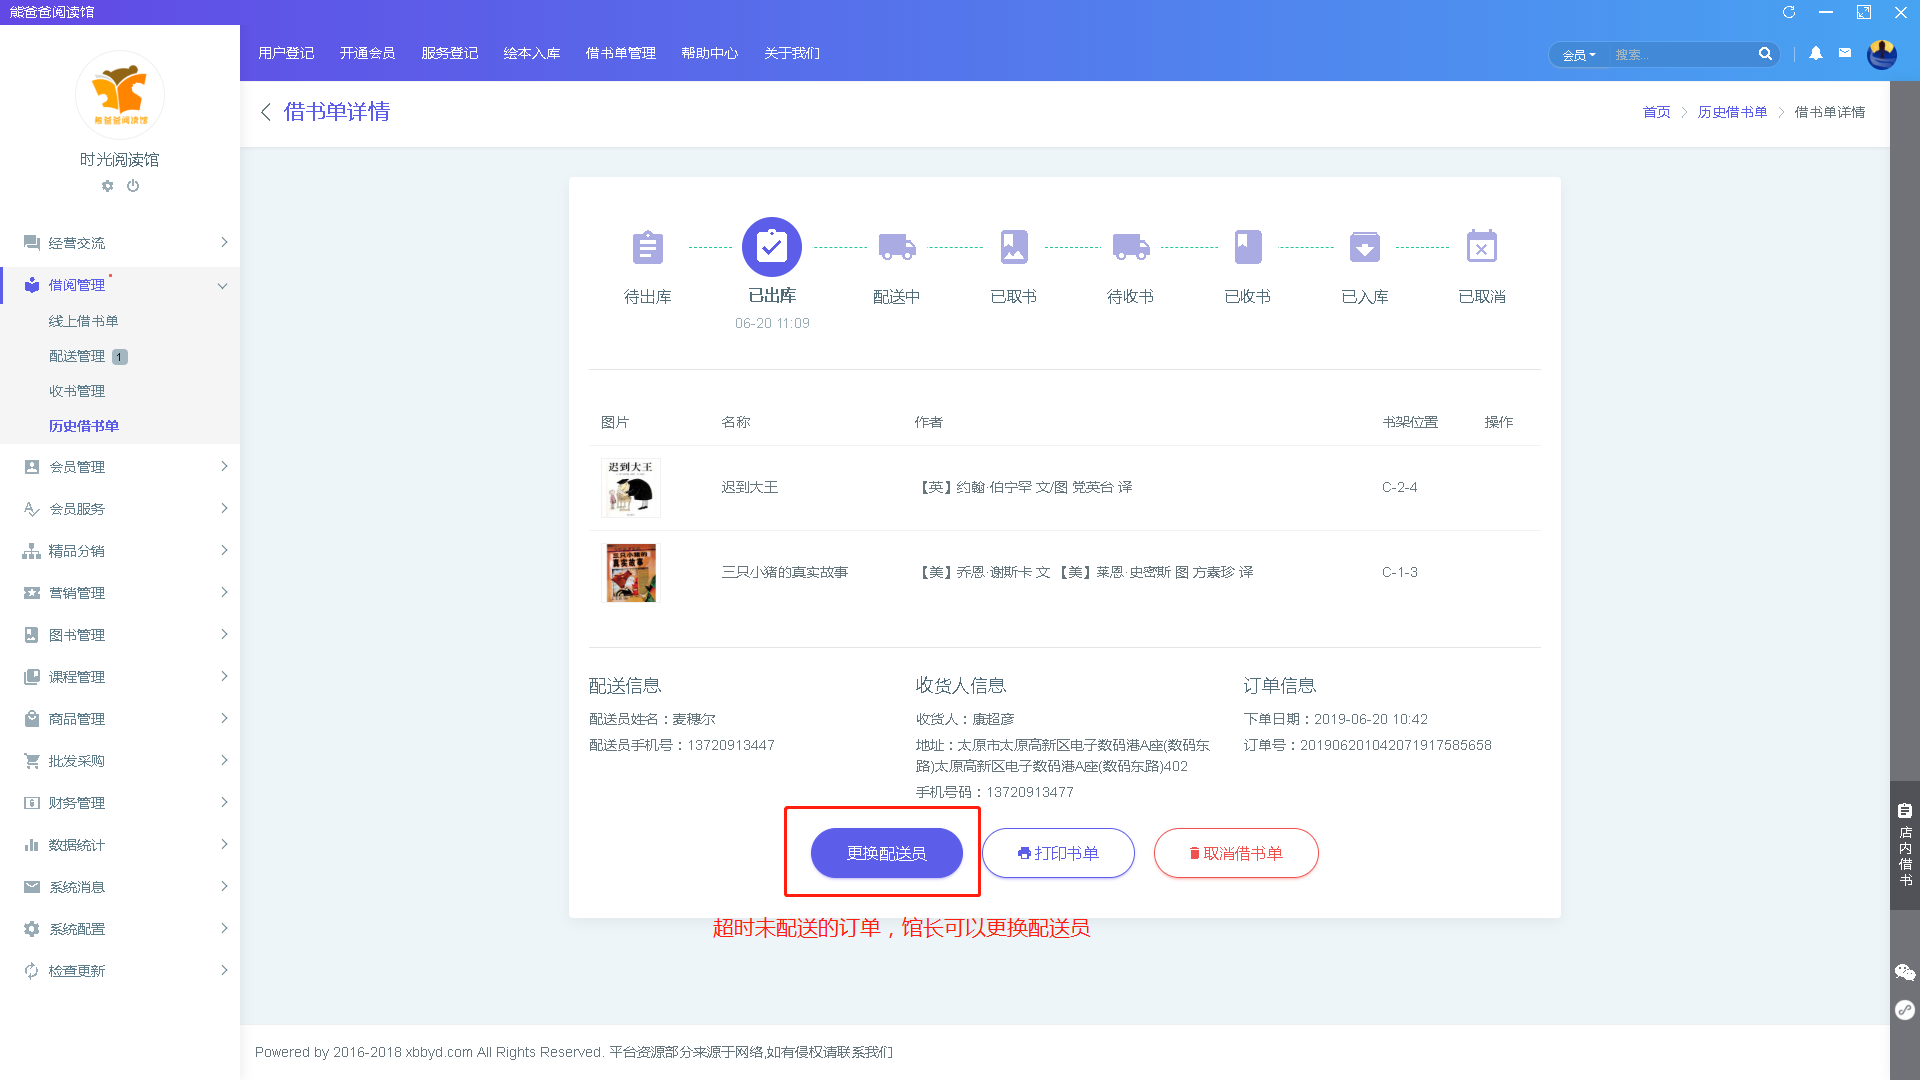 熊爸爸阅读馆
用户登记 开通会员 服务登记 绘本入库 借书单管理 帮助中心 关于我们
会员 搜索...
熊爸爸阅读馆
时光阅读馆
借书单详情
首页 历史借书单 借书单详情
经营交流
借阅管理
线上借书单
配送管理 1
收书管理
历史借书单
会员管理
会员服务
精品分销
营销管理
图书管理
课程管理
商品管理
批发采购
财务管理
数据统计
系统消息
系统配置
检查更新
待出库 已出库 配送中 已取书 待收书 已收书 已入库 已取消
06-20 11:09
图片 名称 作者 书架位置 操作
迟到大王
迟到大王 【英】约翰·伯宁罕 文/图 党英台 译 C-2-4
三只小猪的
真实故事
三只小猪的真实故事 【美】乔恩·谢斯卡 文 【美】莱恩·史密斯 图 方素珍 译 C-1-3
配送信息
配送员姓名：麦穗尔
配送员手机号：13720913447
收货人信息
收货人：康超彦
地址：太原市太原高新区电子数码港A座(数码东
路)太原高新区电子数码港A座(数码东路)402
手机号码：13720913477
订单信息
下单日期：2019-06-20 10:42
订单号：201906201042071917585658
更换配送员 打印书单 取消借书单
超时未配送的订单，馆长可以更换配送员
店内借书
Powered by 2016-2018 xbbyd.com All Rights Reserved. 平台资源部分来源于网络,如有侵权请联系我们